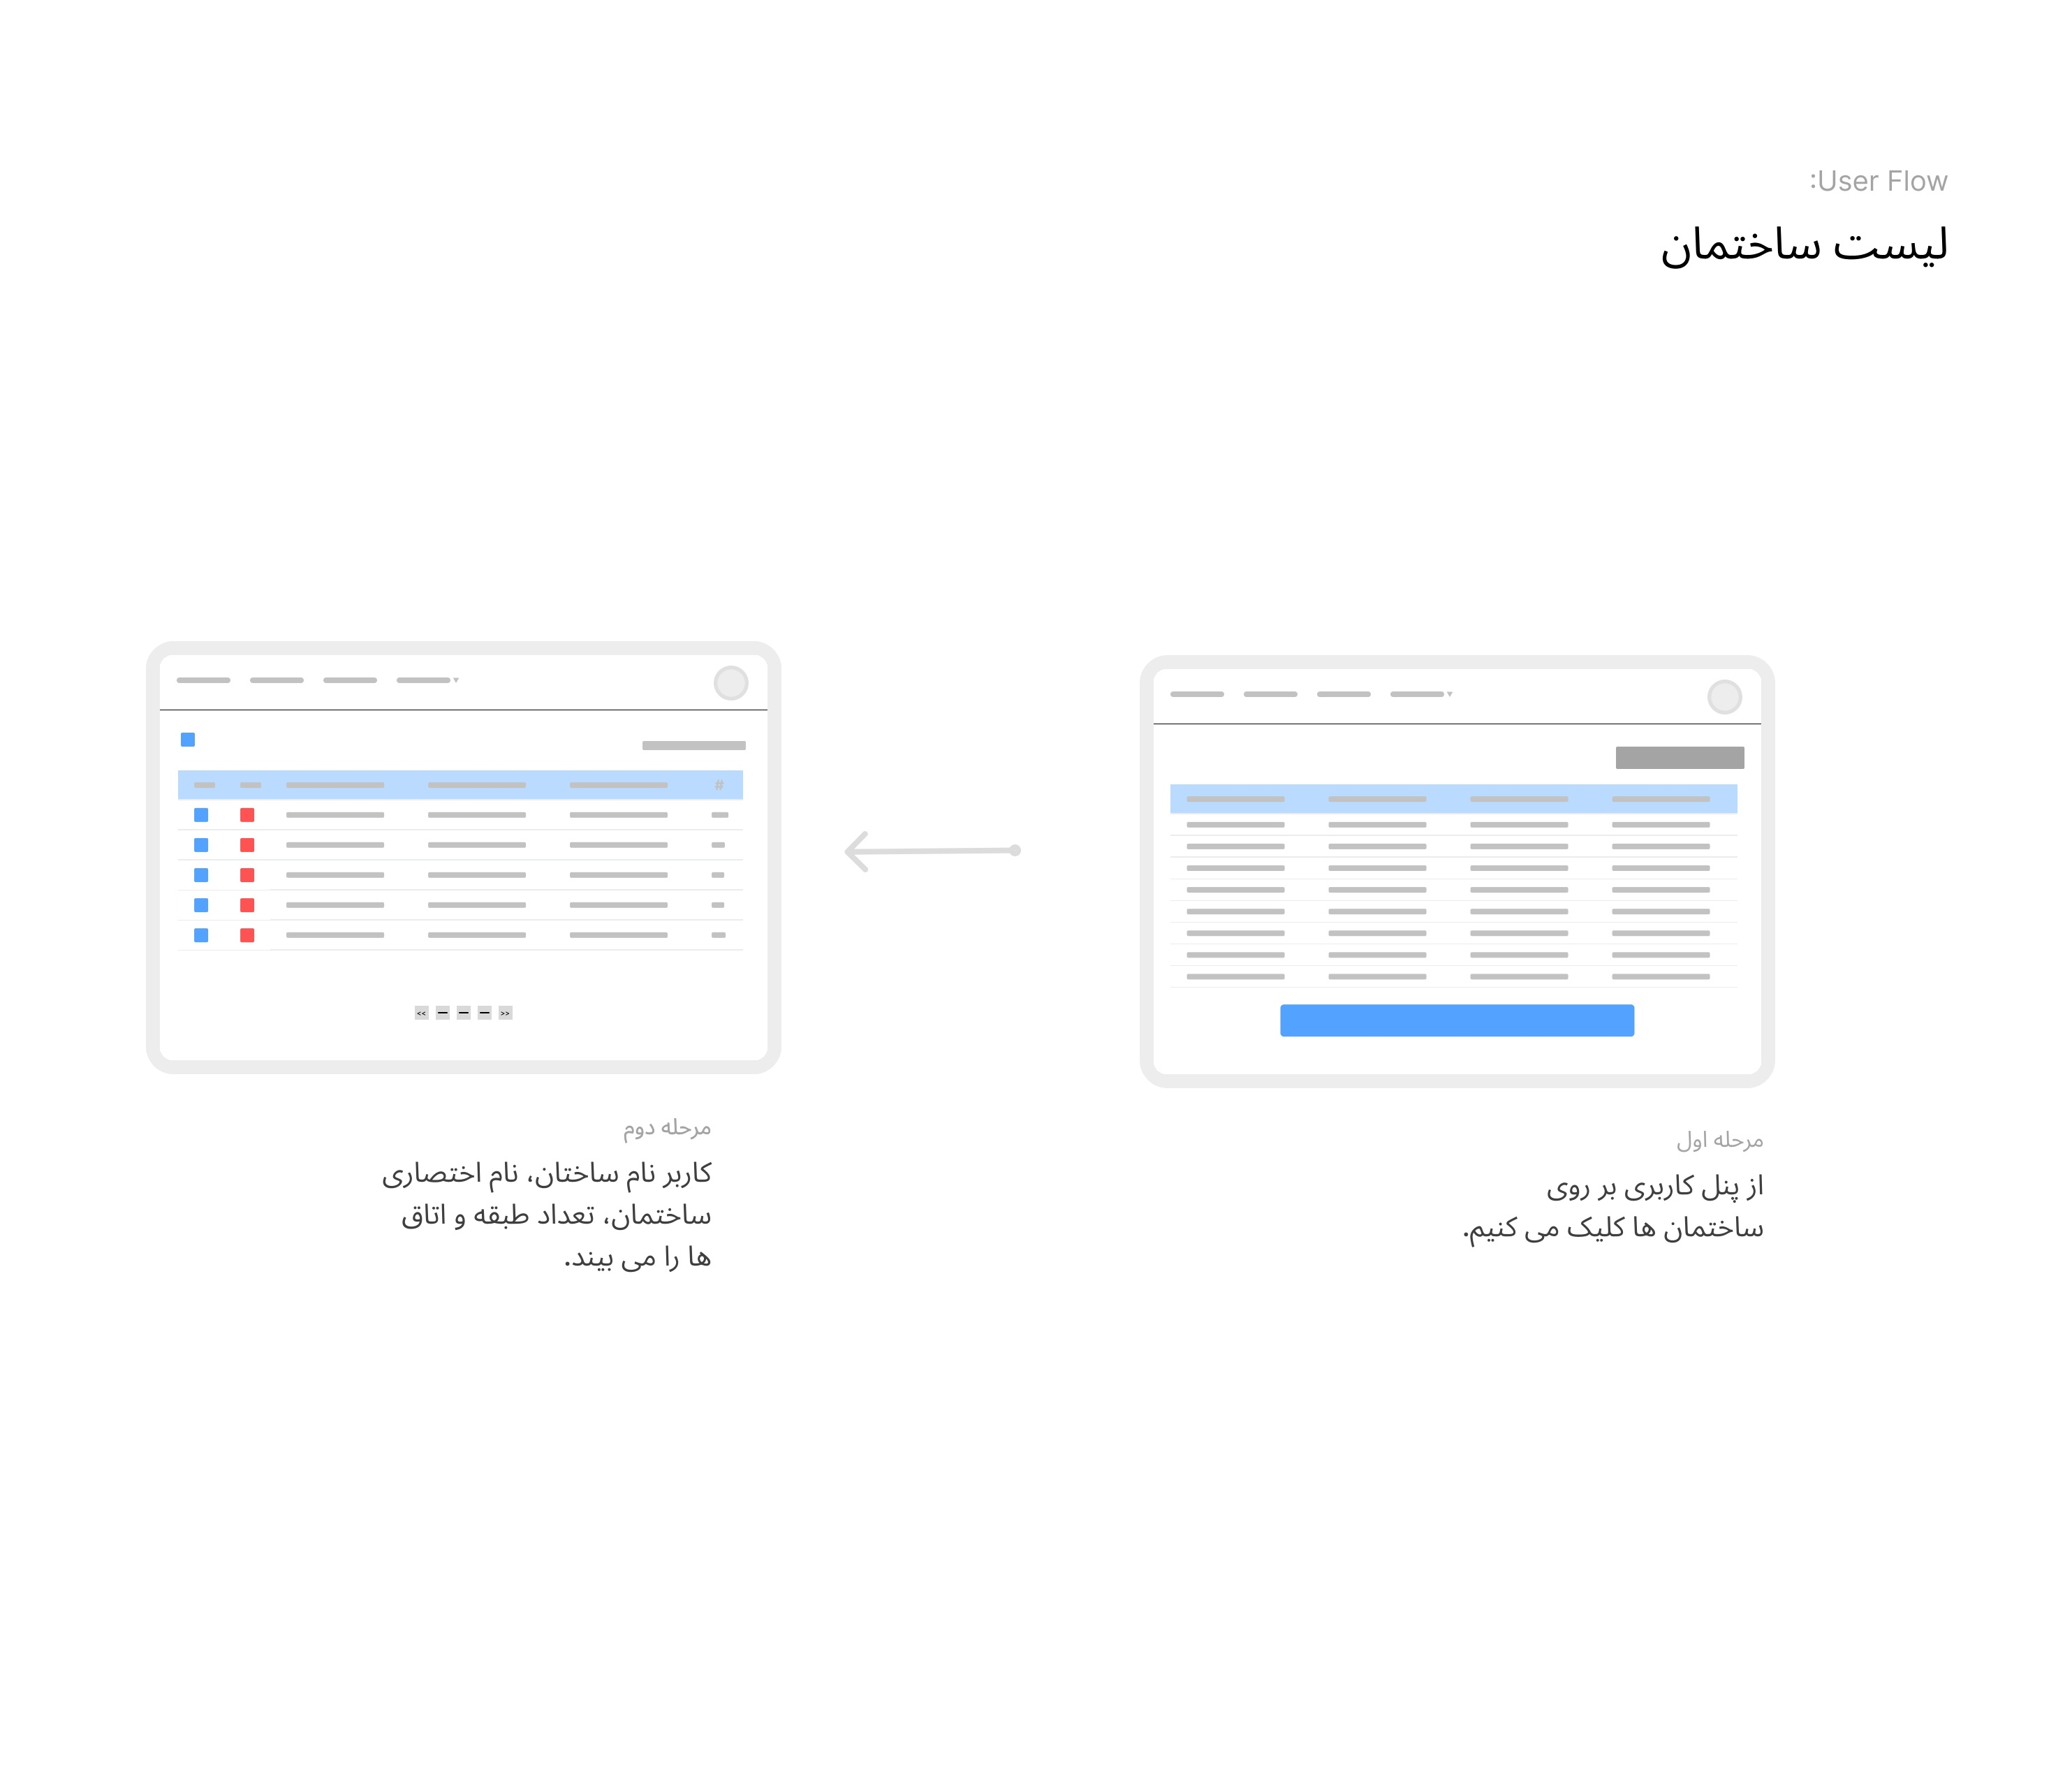 User Flow:
لیست ساختمان
مرحله اول
از پنل کاربری بر روی
ساختمان ها کلیک می کنیم.
#
<< >>
مرحله دوم
کاربر نام ساختان، نام اختصاری
ساختمان، تعداد طبقه و اتاق
ها را می بیند.